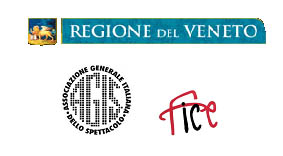 REGIONE DEL VENETO
ASSOCIAZIONE GENERALE ITALIANA
AGIS
DELLO SPETTACOLO
fice